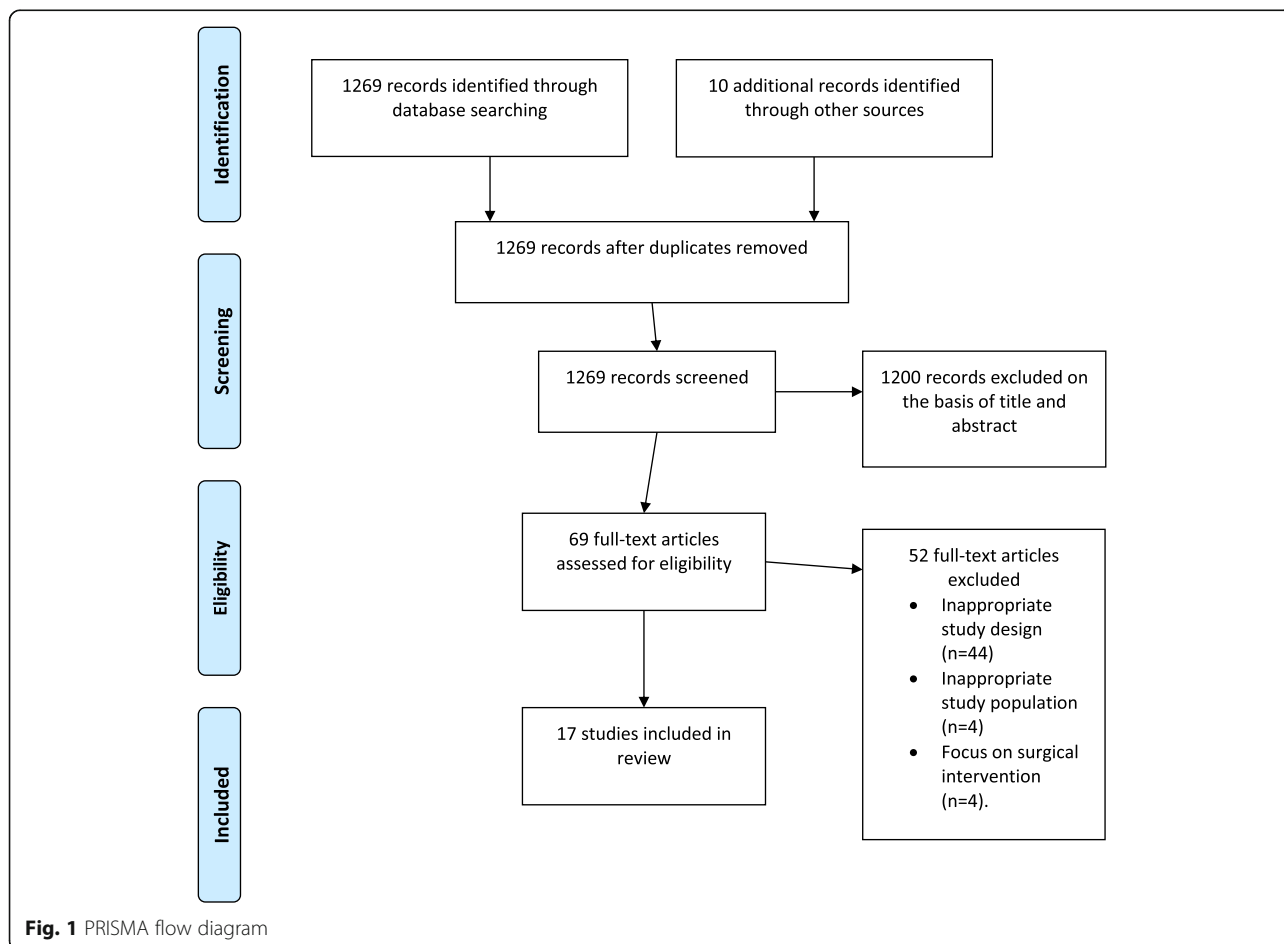 Identification
1269 records identified through
database searching
10 additional records identified
through other sources
1269 records after duplicates removed
Screening
1269 records screened
1200 records excluded on
the basis of title and
abstract
Eligibility
69 full-text articles
assessed for eligibility
52 full-text articles
excluded
• Inappropriate
study design
(n=44)
• Inappropriate
study population
(n=4)
• Focus on surgical
intervention
(n=4).
Included
17 studies included in
review
Fig. 1 PRISMA flow diagram